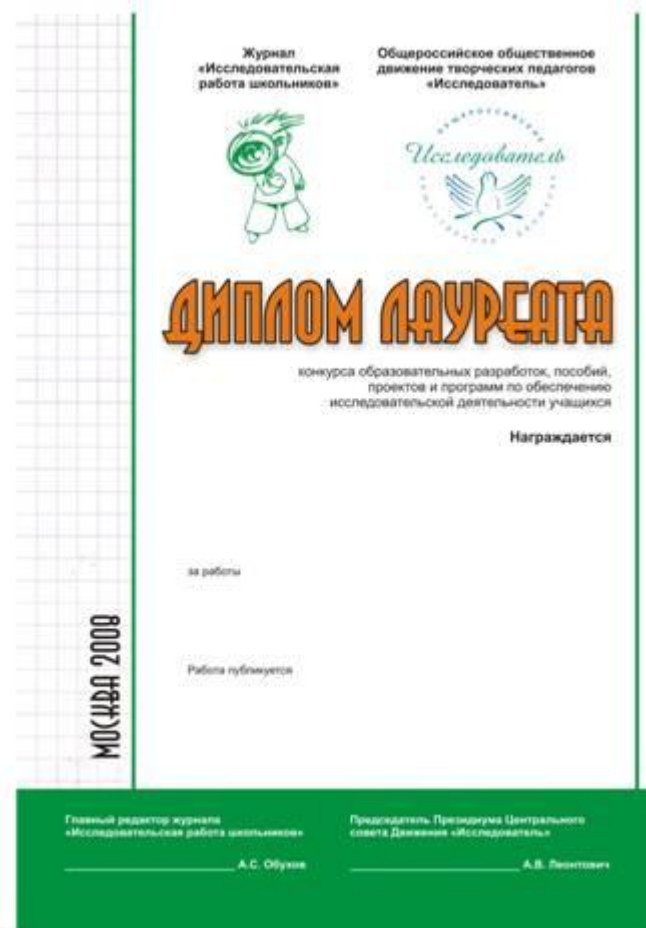 Журнал
«Исследовательская
работа школьников»
Общероссийское общественное
движение творческих педагогов
«Исследователь»
Исследователь
ДИПЛОМ ЛАУРЕАТА
конкурса образовательных разработок, пособий,
проектов и программ по обеспечению
исследовательской деятельности учащихся
Награждается
за работы
Работа публикуется
МОСКВА 2008
Главный редактор журнала
«Исследовательская работа школьников»
А.С. Обухов
Председатель Президиума Центрального
совета Движения «Исследователь»
А.В. Леонтович